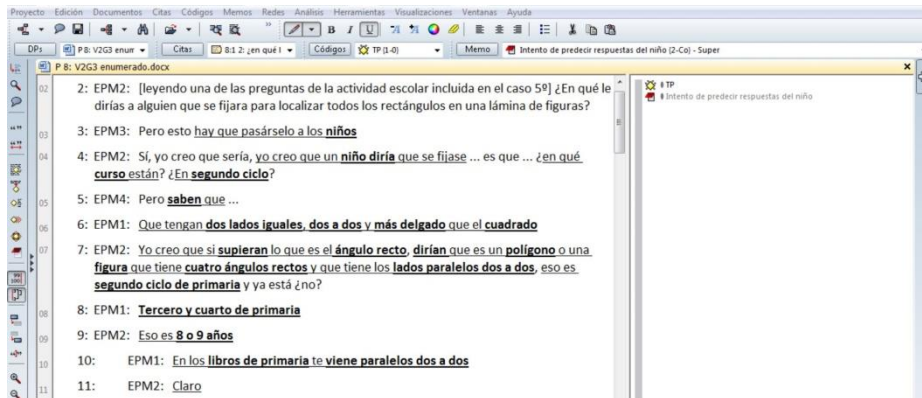 Proyecto Edición Documentos Citas Códigos Memos Redes Análisis Herramientas Visualizaciones Ventanas Ayuda
DPs P 8: V2G3 enum Citas 8:1 2: ¿en qué l Códigos TP {1-0} Memo Intento de predecir respuestas del niño {2-Co} - Super
P 8: V2G3 enumerado.docx
02 2: EPM2: [leyendo una de las preguntas de la actividad escolar incluida en el caso 5º] ¿En qué le
dirías a alguien que se fijara para localizar todos los rectángulos en una lámina de figuras?
03 3: EPM3: Pero esto hay que pasárselo a los niños
04 4: EPM2: Sí, yo creo que sería, yo creo que un niño diría que se fijase ... es que ... ¿en qué
curso están? ¿En segundo ciclo?
05 5: EPM4: Pero saben que ...
06 6: EPM1: Que tengan dos lados iguales, dos a dos y más delgado que el cuadrado
07 7: EPM2: Yo creo que si supieran lo que es el ángulo recto, dirían que es un polígono o una
figura que tiene cuatro ángulos rectos y que tiene los lados paralelos dos a dos, eso es
segundo ciclo de primaria y ya está ¿no?
08 8: EPM1: Tercero y cuarto de primaria
09 9: EPM2: Eso es 8 o 9 años
10 10: EPM1: En los libros de primaria te viene paralelos dos a dos
11 11: EPM2: Claro
TP
Intento de predecir respuestas del niño